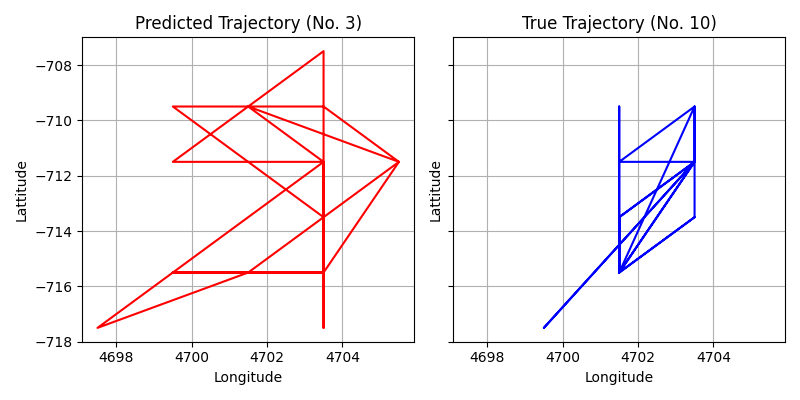 Predicted Trajectory (No. 3)
True Trajectory (No. 10)
−708
−710
−712
−714
−716
−718
Lattitude
Lattitude
4698 4700 4702 4704
4698 4700 4702 4704
Longitude
Longitude